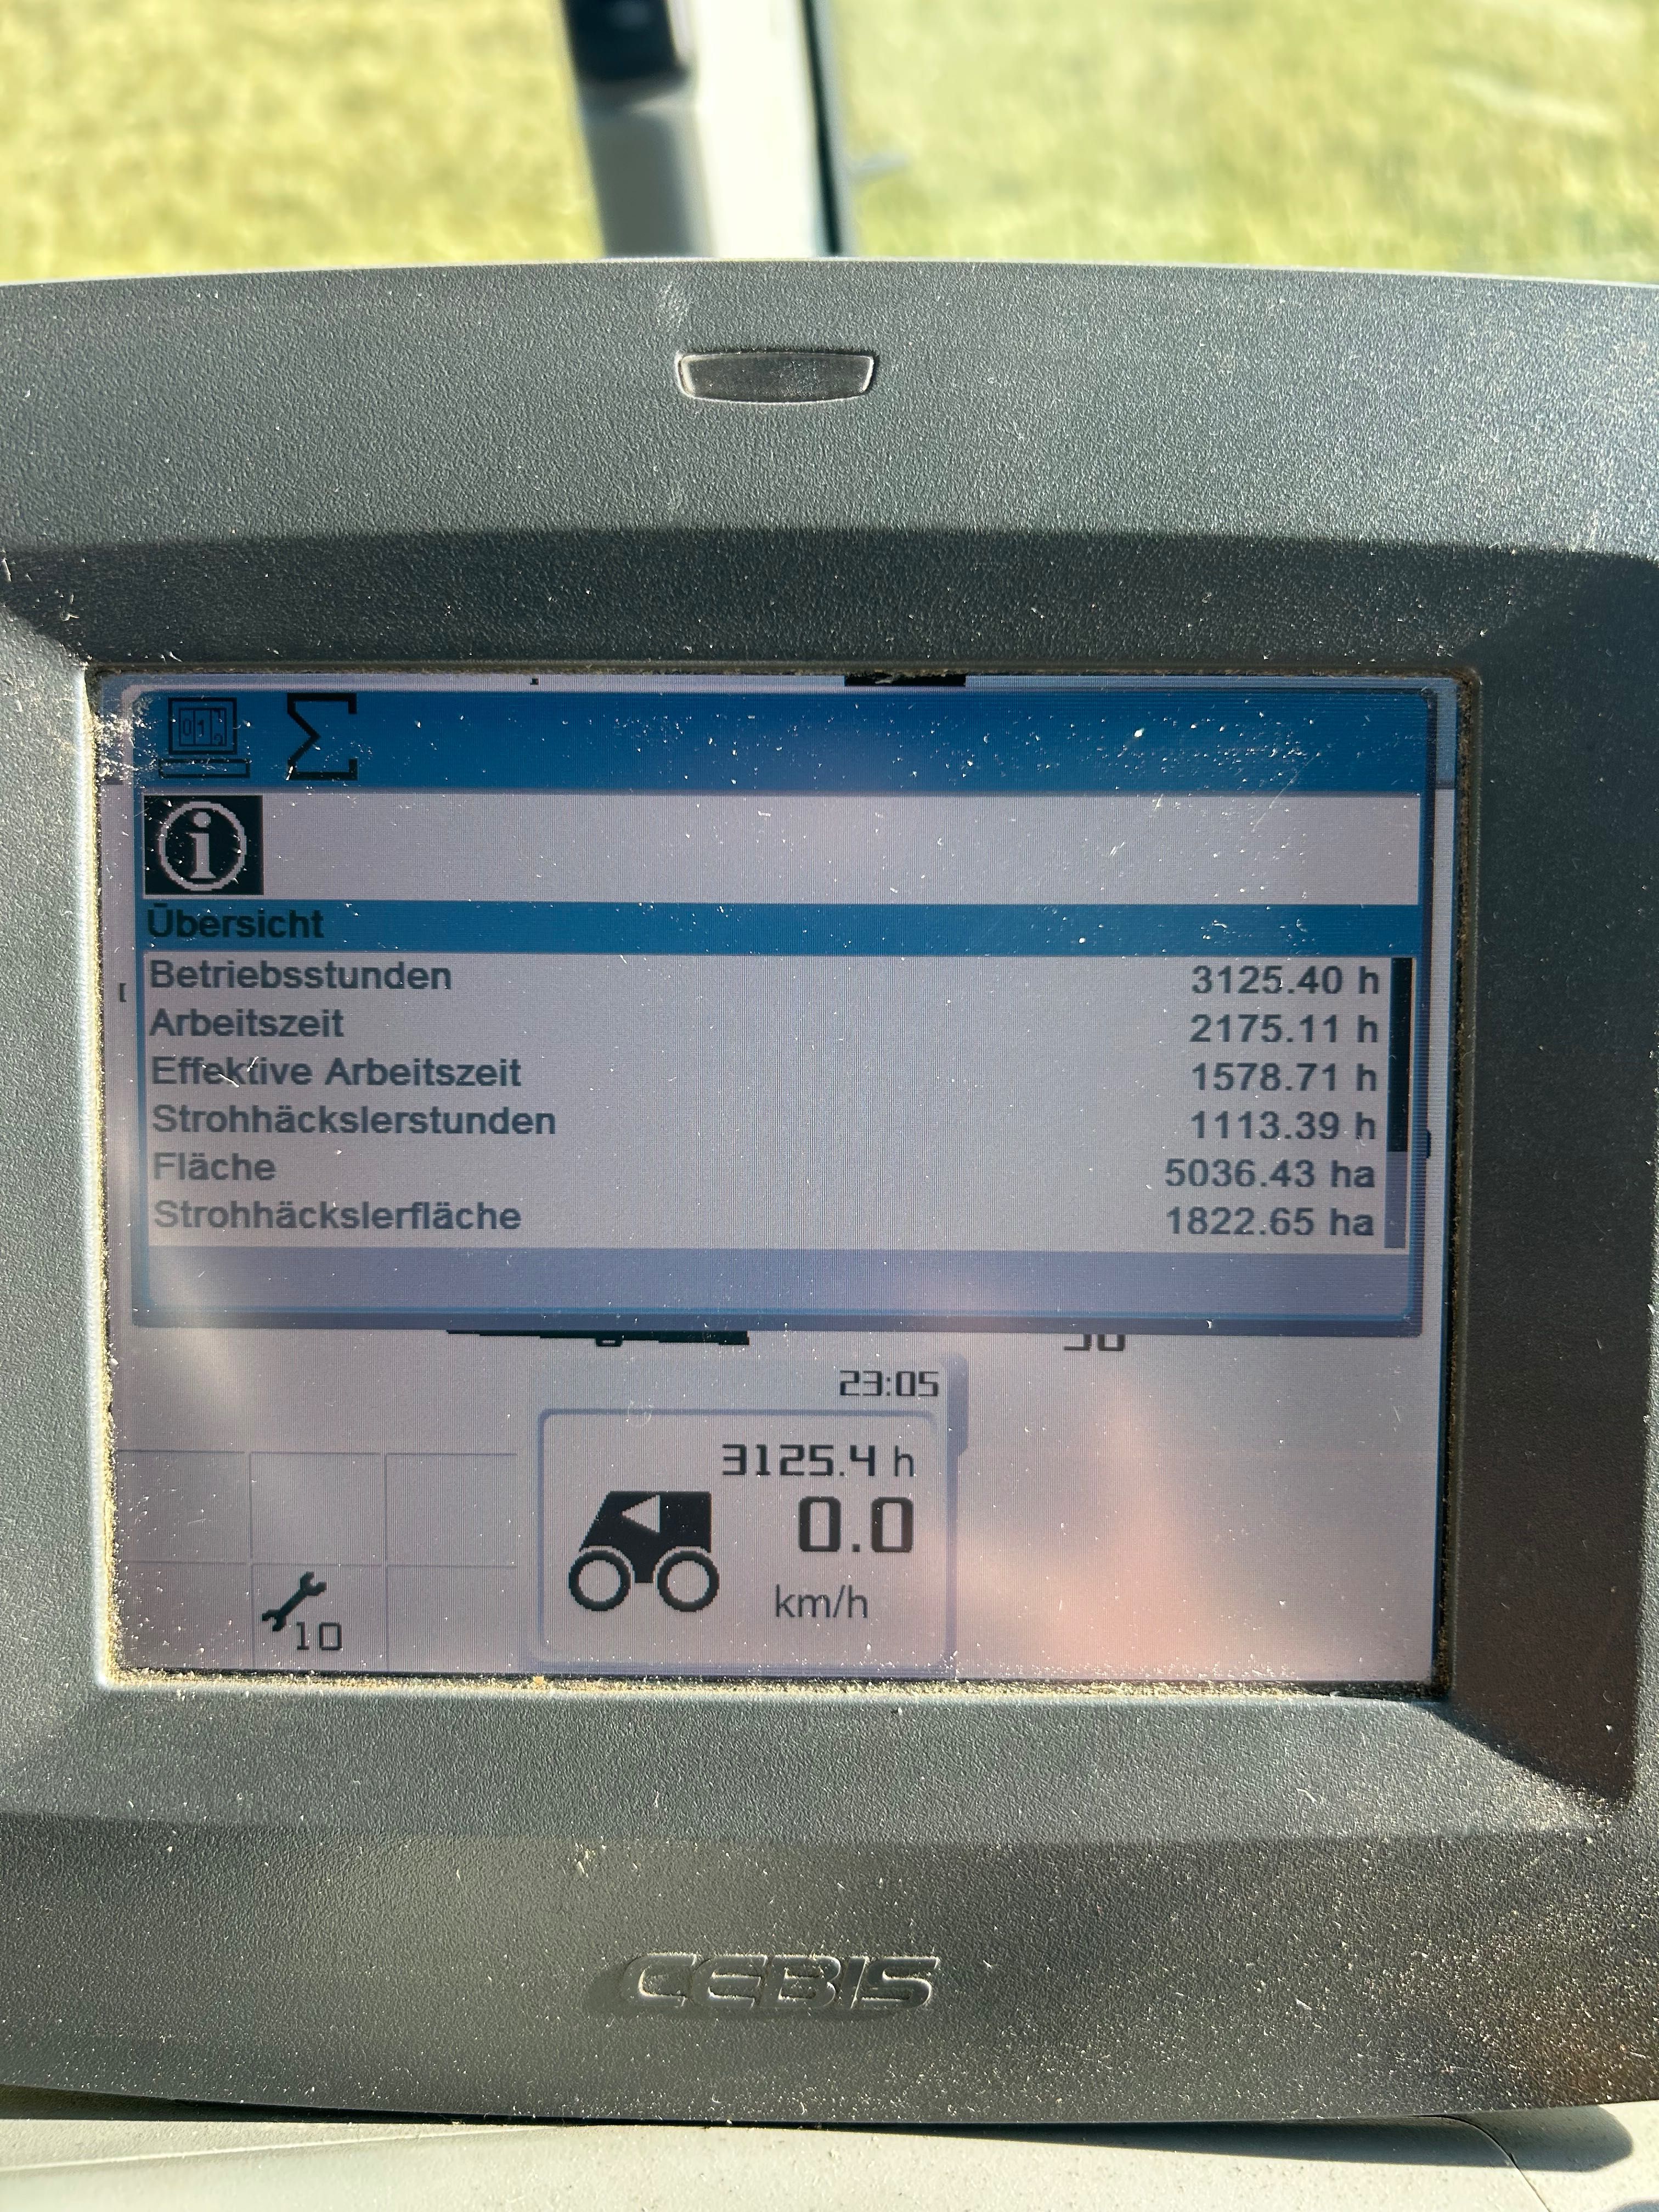 Übersicht
Betriebsstunden 3125.40 h
Arbeitszeit 2175.11 h
Effektive Arbeitszeit 1578.71 h
Strohhäckslerstunden 1113.39 h
Fläche 5036.43 ha
Strohhäckslerfläche 1822.65 ha
23:05
3125.4 h
0.0
km/h
10
CEBIS